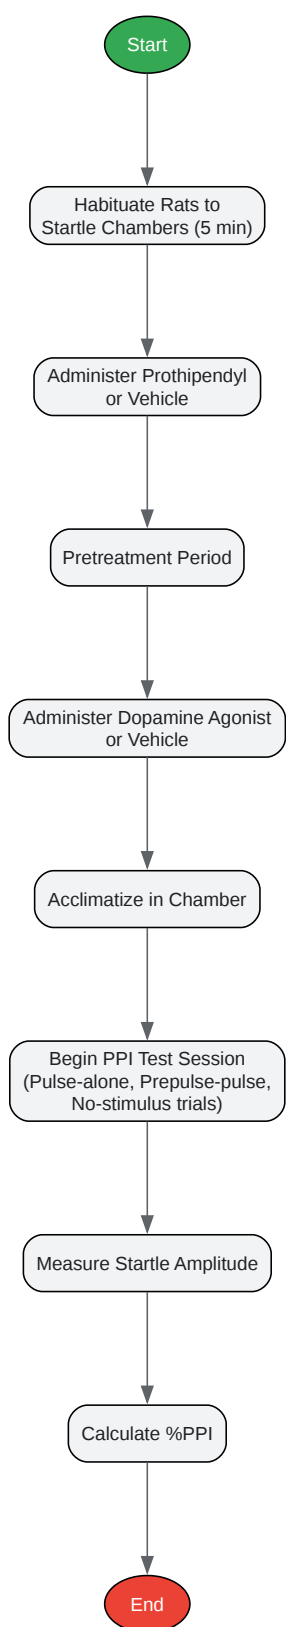 Start
Habituate Rats to
Startle Chambers (5 min)
Administer Prothipendyl
or Vehicle
Pretreatment Period
Administer Dopamine Agonist
or Vehicle
Acclimatize in Chamber
Begin PPI Test Session
(Pulse-alone, Prepulse-pulse,
No-stimulus trials)
Measure Startle Amplitude
Calculate %PPI
End